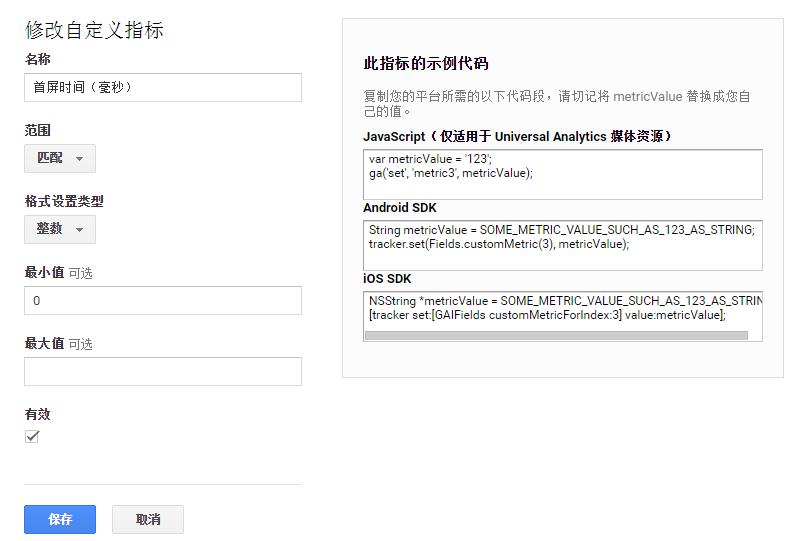 修改自定义指标
名称
首屏时间（毫秒）
范围
匹配
格式设置类型
整数
最小值 可选
0
最大值 可选
有效
保存
取消
此指标的示例代码
复制您的平台所需的以下代码段，请切记将 metricValue 替换成您自
己的值。
JavaScript（仅适用于 Universal Analytics 媒体资源）
var metricValue = '123';
ga('set', 'metric3', metricValue);
Android SDK
String metricValue = SOME_METRIC_VALUE_SUCH_AS_123_AS_STRING;
tracker.set(Fields.customMetric(3), metricValue);
iOS SDK
NSString *metricValue = SOME_METRIC_VALUE_SUCH_AS_123_AS_STRIN
[tracker set:[GAIFields customMetricForIndex:3] value:metricValue];